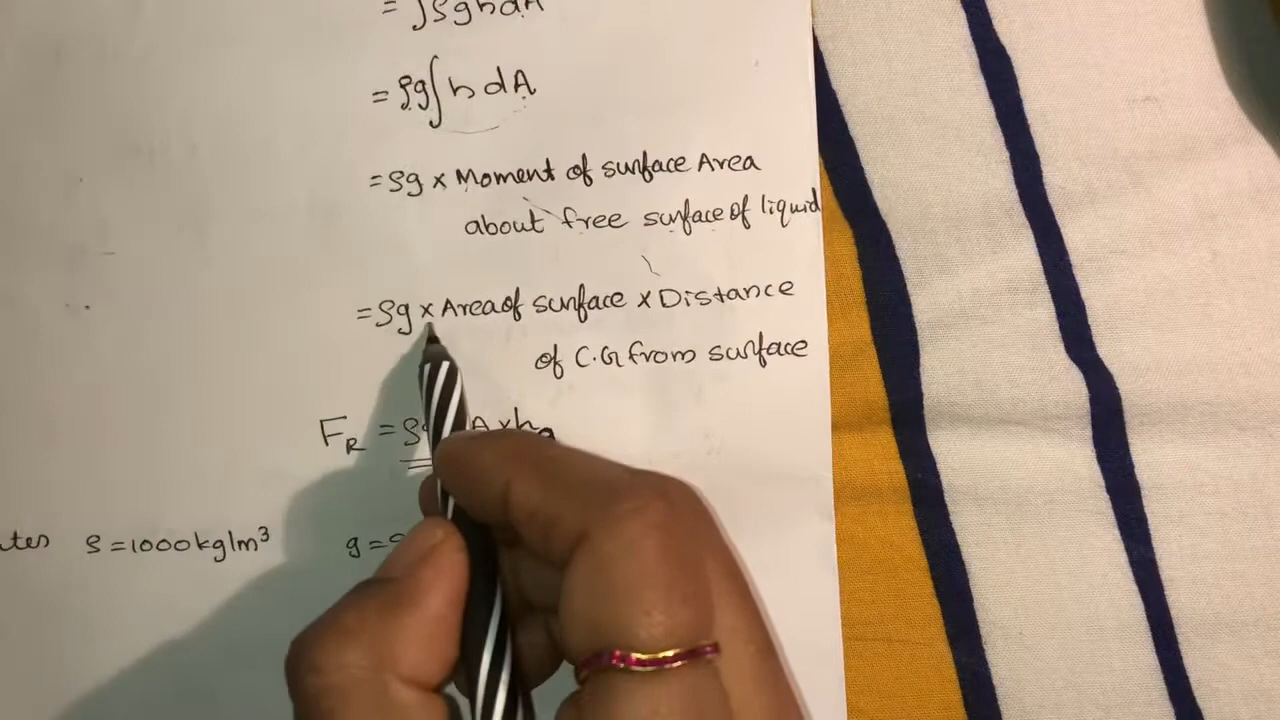 = ∫ρghdA
= ρg∫h dA
= ρg × Moment of surface Area
about free surface of liquid
= ρg × Area of surface × Distance
of C.G from surface
F_R = ρ A × h
ρ = 1000 kg/m³ g =